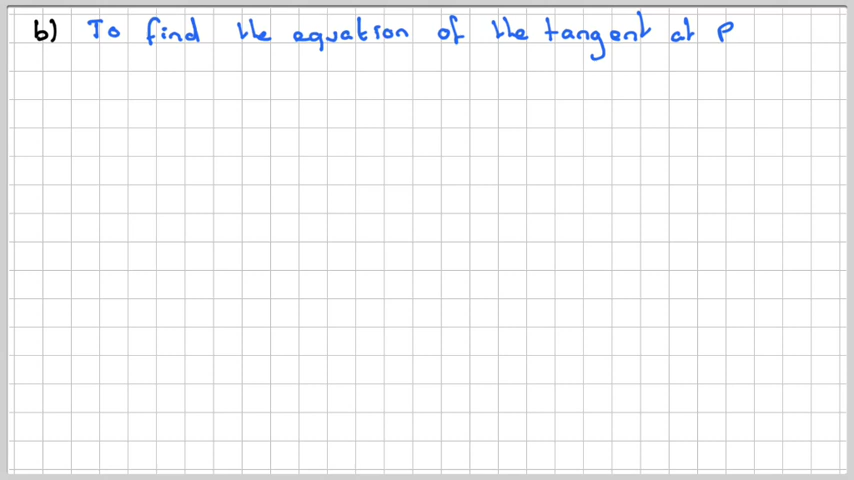 b) To find the equation of the tangent at P